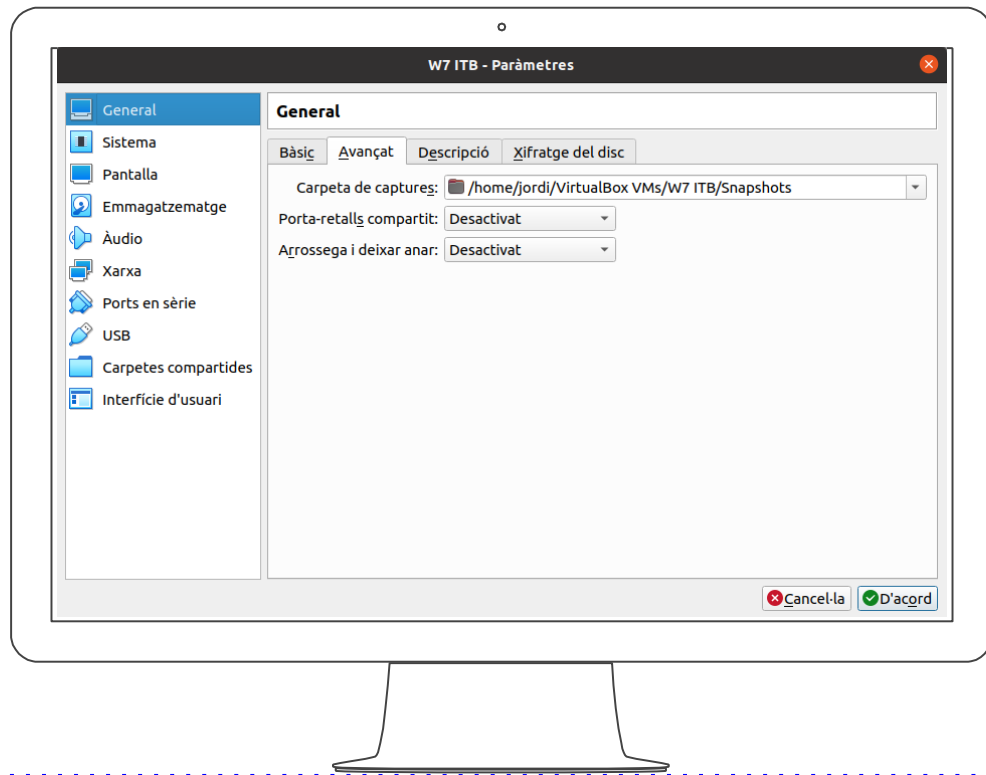 W7 ITB - Paràmetres
General
Sistema
Pantalla
Emmagatzematge
Àudio
Xarxa
Ports en sèrie
USB
Carpetes compartides
Interfície d'usuari
General
Bàsic Avançat Descripció Xifratge del disc
Carpeta de captures: /home/jordi/VirtualBox VMs/W7 ITB/Snapshots
Porta-retalls compartit: Desactivat
Arrossega i deixar anar: Desactivat
Cancel·la D'acord